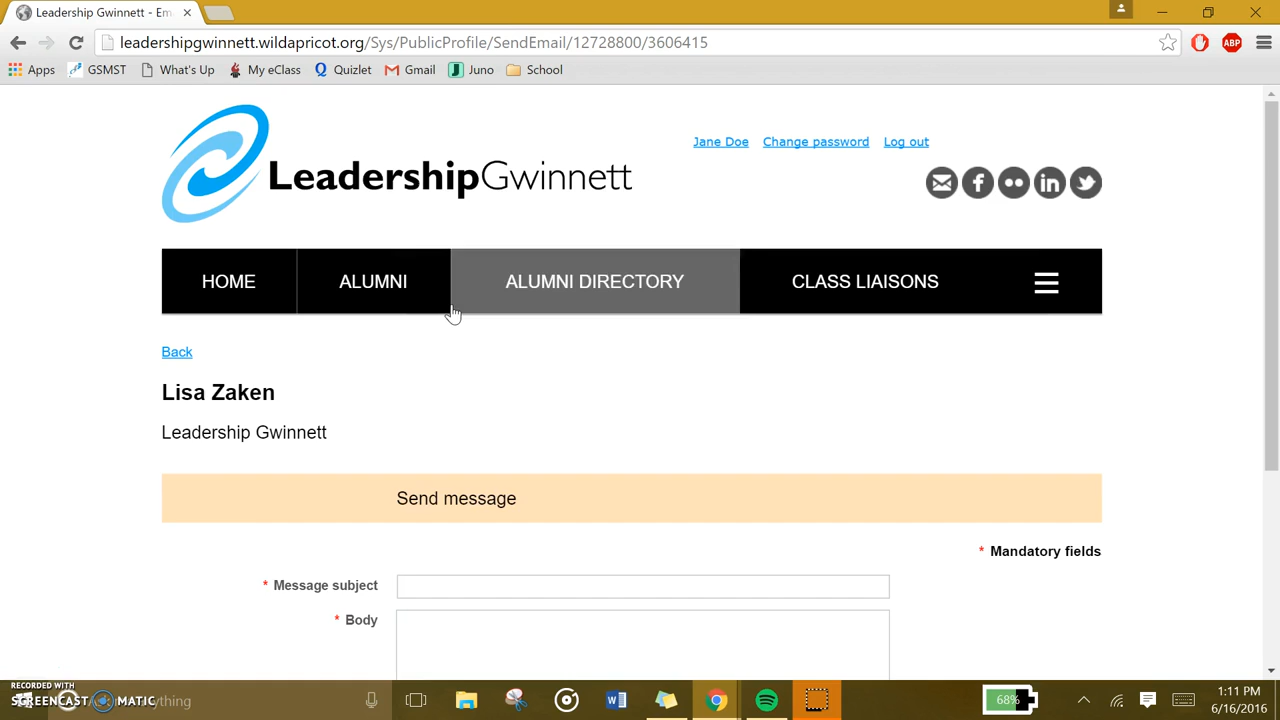 Leadership Gwinnett - Em
leadershipgwinnett.wildapricot.org/Sys/PublicProfile/SendEmail/12728800/3606415
Apps GSMST What's Up My eClass Quizlet Gmail Juno School
ABP
LeadershipGwinnett
Jane Doe Change password Log out
HOME ALUMNI ALUMNI DIRECTORY CLASS LIAISONS
Back
Lisa Zaken
Leadership Gwinnett
Send message
* Mandatory fields
* Message subject
* Body
RECORDED WITH
SCREENCAST MATIC
ything
68%
1:11 PM
6/16/2016